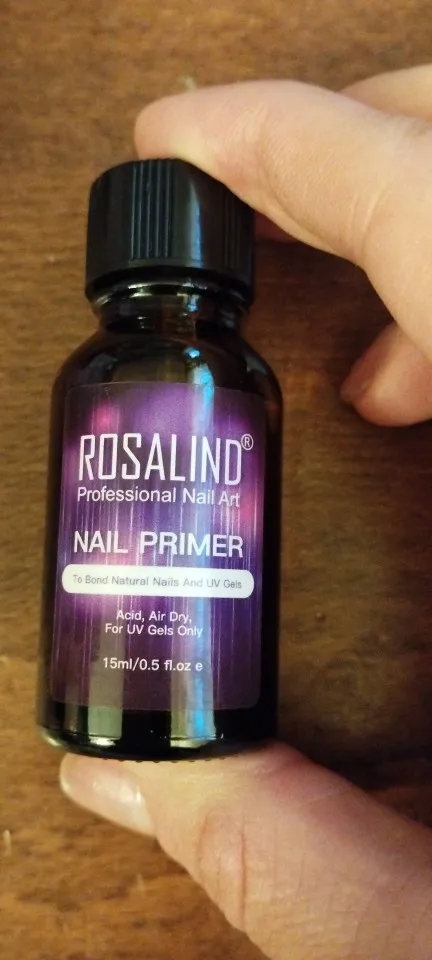 ROSALIND®
Professional Nail Art
NAIL PRIMER
To Bond Natural Nails And UV Gels
Acid, Air Dry,
For UV Gels Only
15ml/0.5 fl.oz e